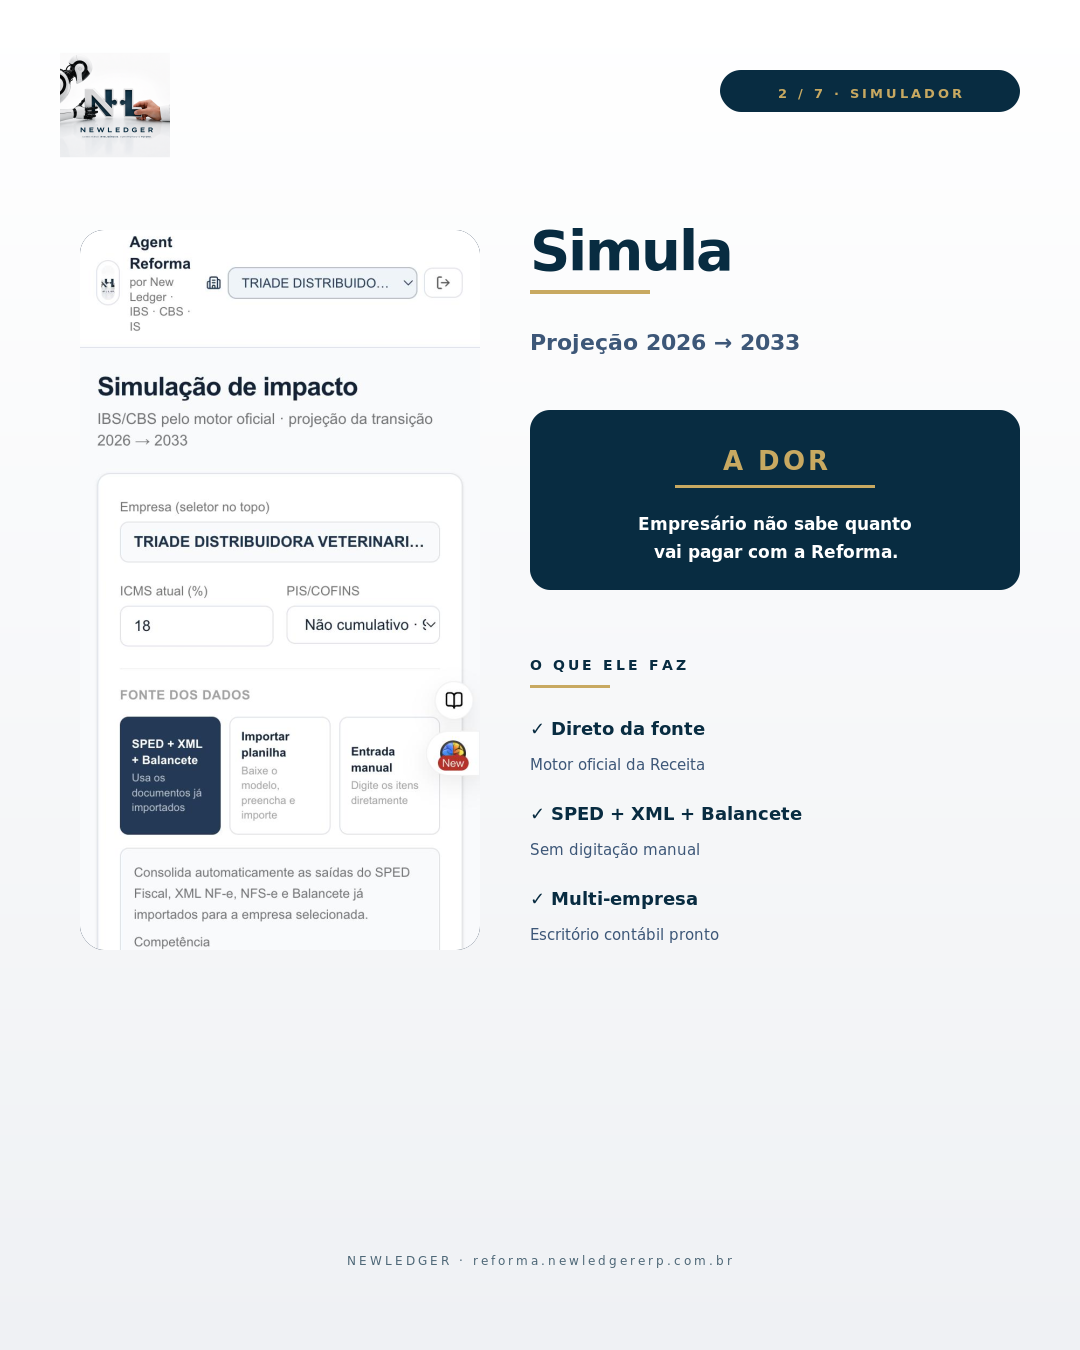 NEWLEDGER
2 / 7 · SIMULADOR
Agent
Reforma
por New
Ledger ·
IBS · CBS ·
IS
TRIADE DISTRIBUIDO...
Simulação de impacto
IBS/CBS pelo motor oficial · projeção da transição
2026 → 2033
Empresa (seletor no topo)
TRIADE DISTRIBUIDORA VETERINARI...
ICMS atual (%)
PIS/COFINS
18
Não cumulativo ·
FONTE DOS DADOS
SPED + XML
+ Balancete
Usa os
documentos já
importados
Importar
planilha
Baixe o
modelo,
preencha e
importe
Entrada
manual
Digite os itens
diretamente
New
Consolida automaticamente as saídas do SPED
Fiscal, XML NF-e, NFS-e e Balancete já
importados para a empresa selecionada.
Competência
Simula
Projeção 2026 → 2033
A DOR
Empresário não sabe quanto
vai pagar com a Reforma.
O QUE ELE FAZ
✓ Direto da fonte
Motor oficial da Receita
✓ SPED + XML + Balancete
Sem digitação manual
✓ Multi-empresa
Escritório contábil pronto
NEWLEDGER · reforma.newledgererp.com.br